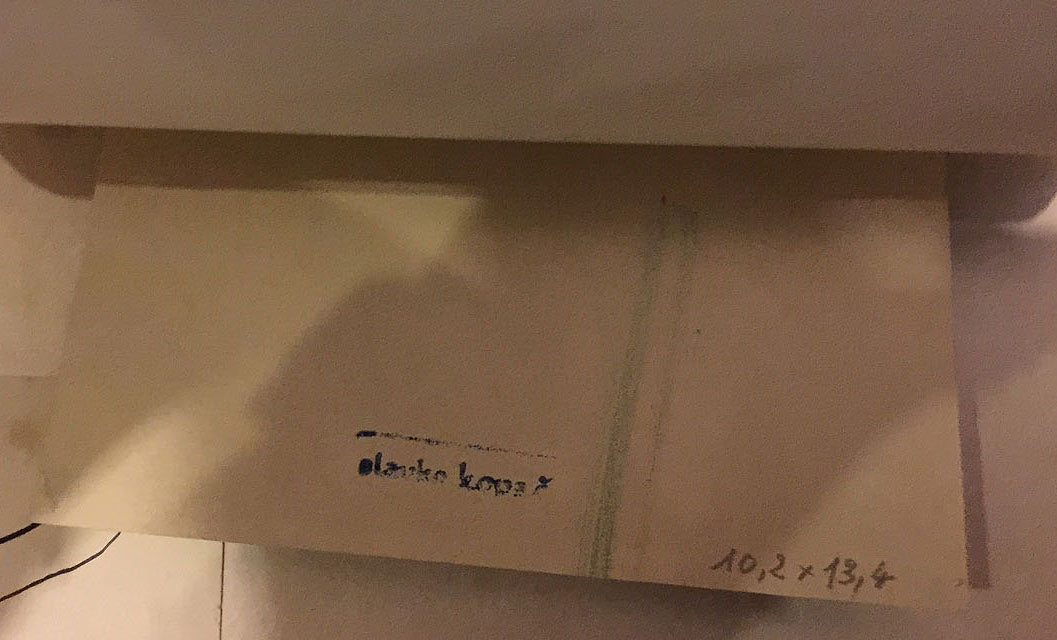 slavko kopač
10,2 x 13,4